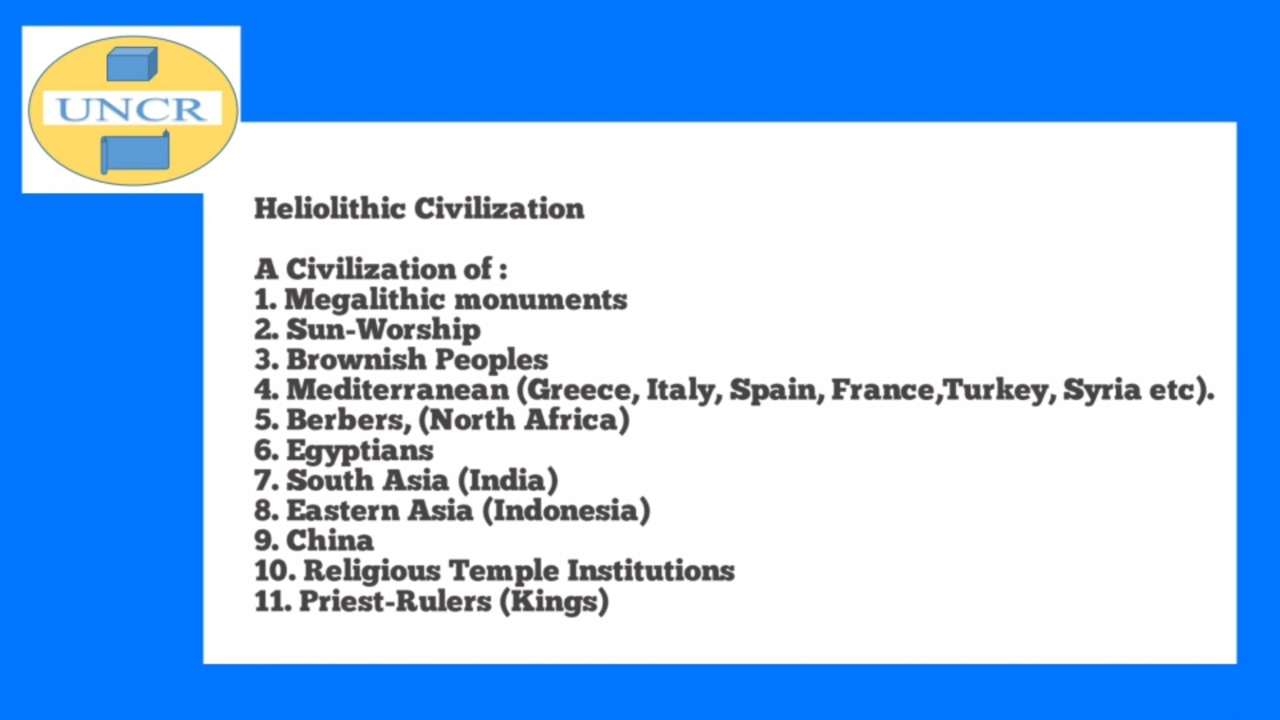 UNCR
Heliolithic Civilization
A Civilization of :
1. Megalithic monuments
2. Sun-Worship
3. Brownish Peoples
4. Mediterranean (Greece, Italy, Spain, France,Turkey, Syria etc).
5. Berbers, (North Africa)
6. Egyptians
7. South Asia (India)
8. Eastern Asia (Indonesia)
9. China
10. Religious Temple Institutions
11. Priest-Rulers (Kings)